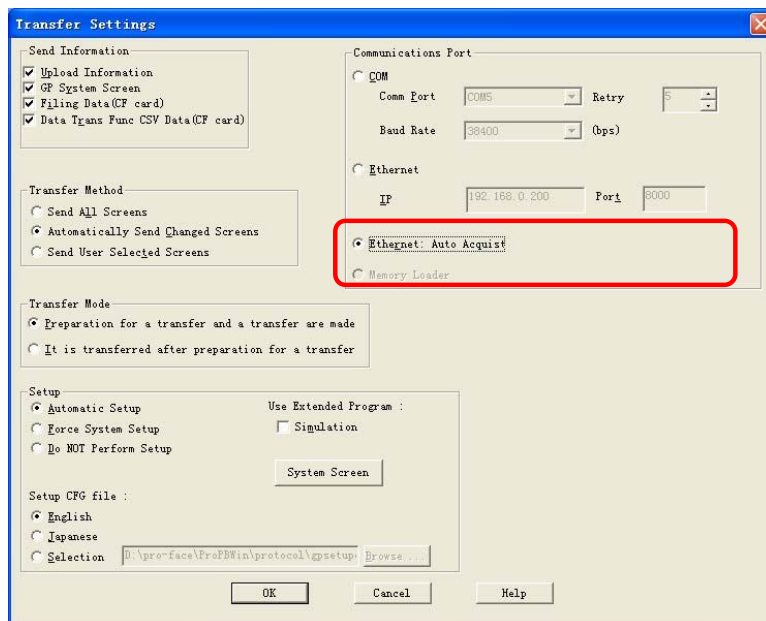 Transfer Settings
Send Information
Upload Information
GP System Screen
Filing Data(CF card)
Data Trans Func CSV Data(CF card)
Transfer Method
Send All Screens
Automatically Send Changed Screens
Send User Selected Screens
Transfer Mode
Preparation for a transfer and a transfer are made
It is transferred after preparation for a transfer
Communications Port
COM
Comm Port COM5 Retry 5
Baud Rate 38400 (bps)
Ethernet
IP 192.168.0.200 Port 8000
Ethernet: Auto Acquist
Memory Loader
Setup
Automatic Setup
Force System Setup
Do NOT Perform Setup
Use Extended Program :
Simulation
System Screen
Setup CFG file :
English
Japanese
Selection D:\pro-face\ProPBWin\protocol\gpsetup. Browse ...
OK Cancel Help